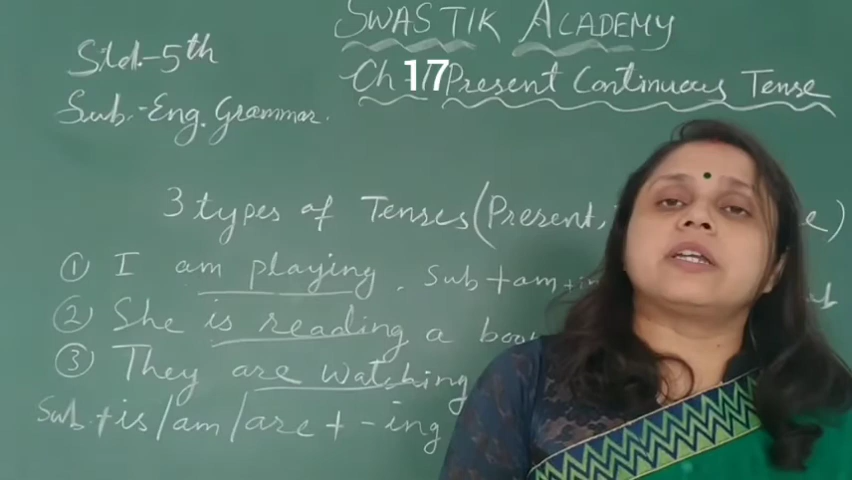 SWASTIK ACADEMY
Std-5th
Ch 17 Present Continuous Tense
Sub.-Eng. Grammar.
3 types of Tenses (Present,
① I am playing. Sub + am +
② She is reading a
③ They are watching
Sub. + is/am/are + -ing